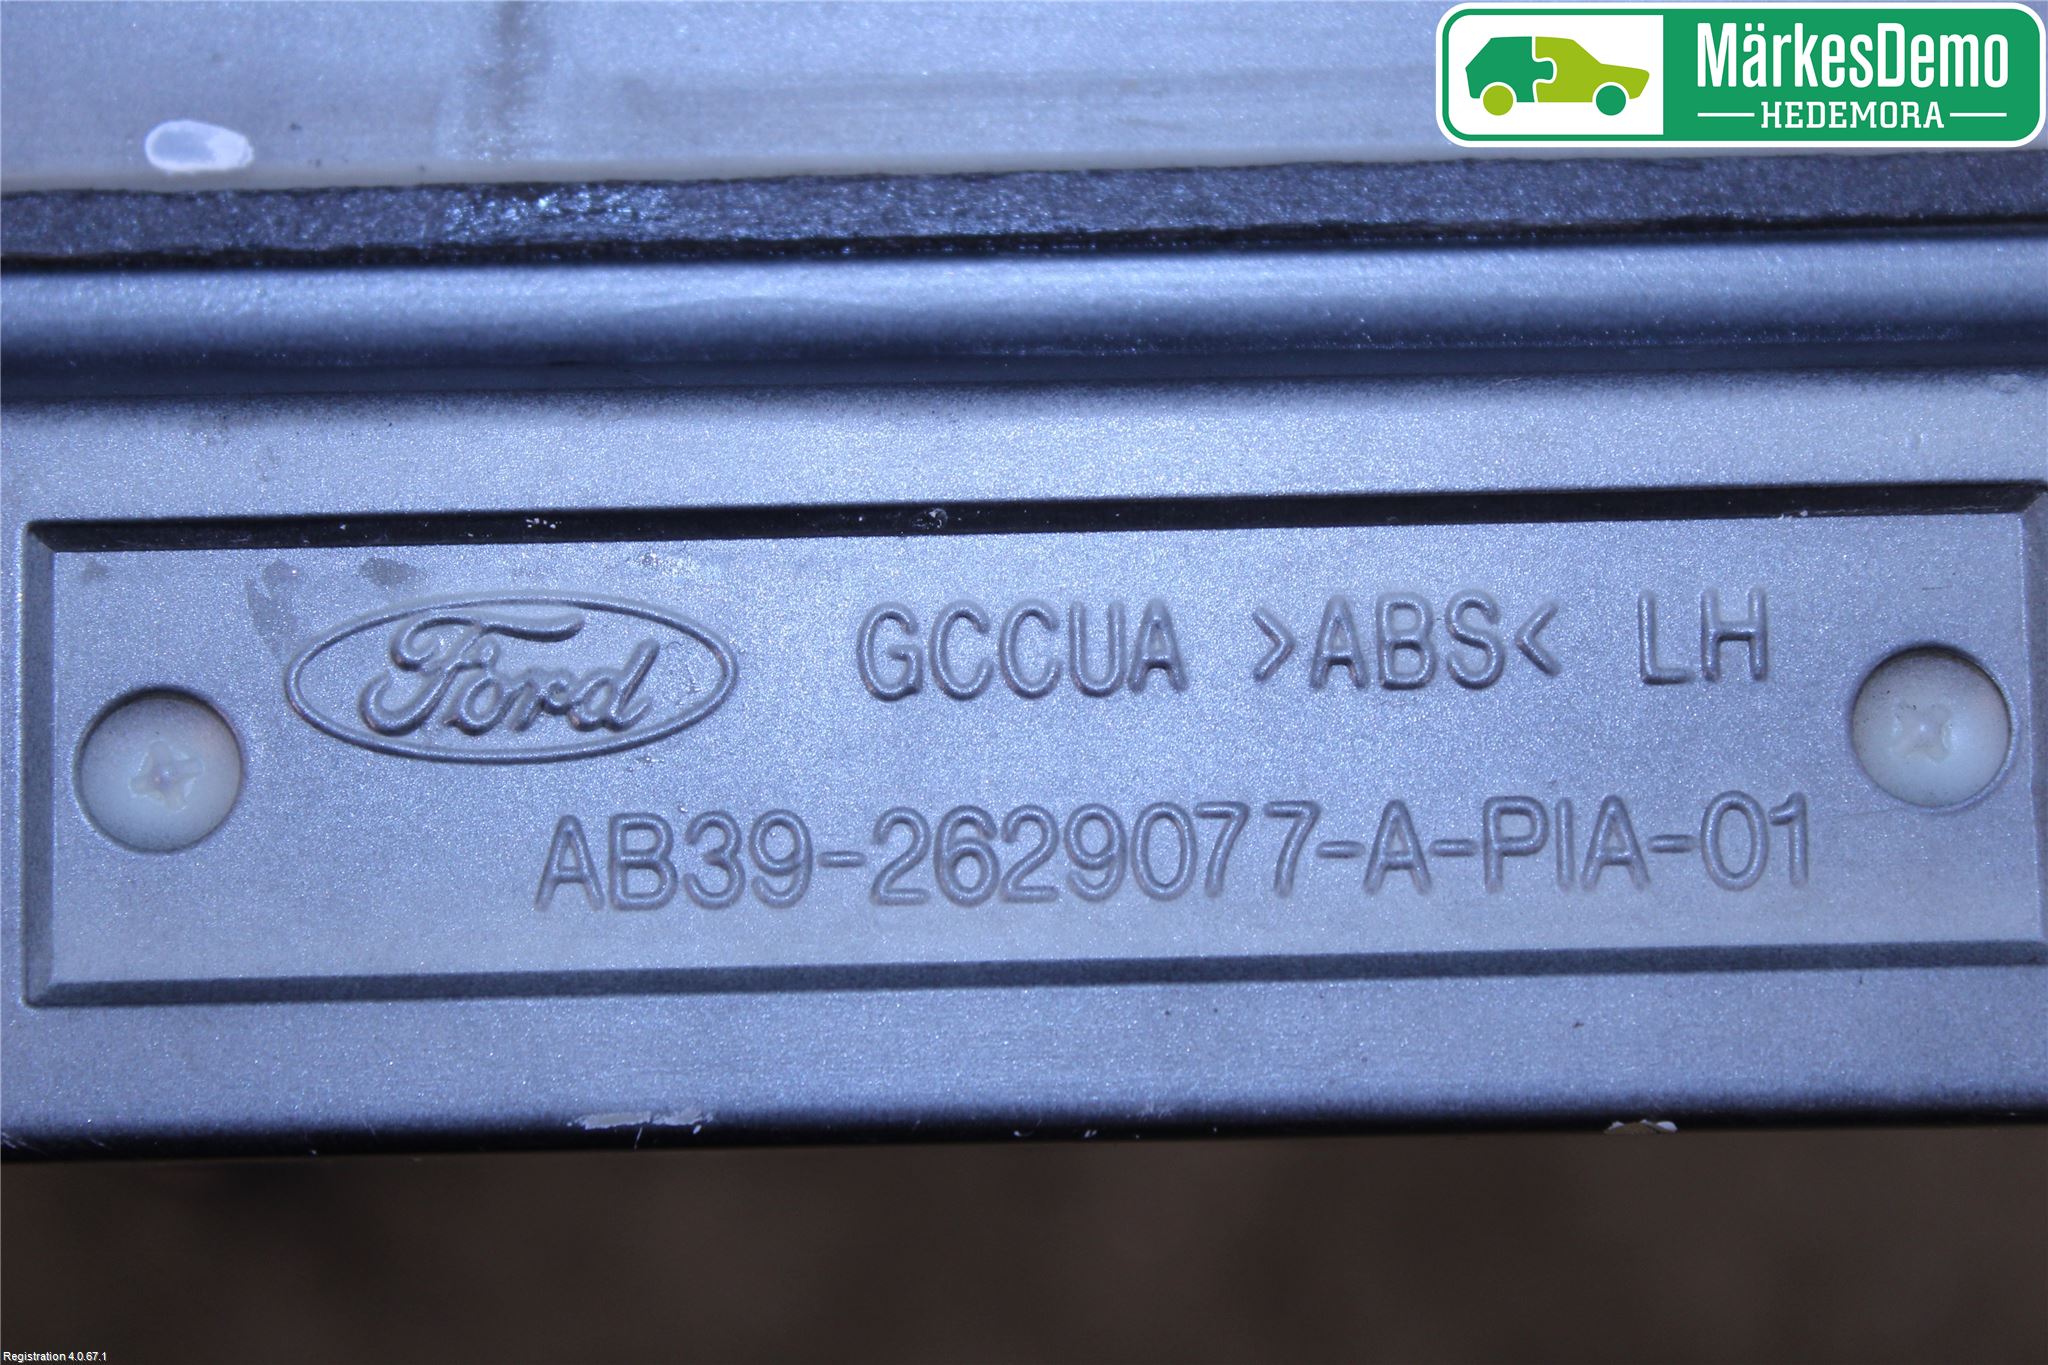 MärkesDemo
HEDEMORA
Ford GCCUA >ABS< LH
AB39-2629077-A-PIA-01
Registration 4.0.67.1